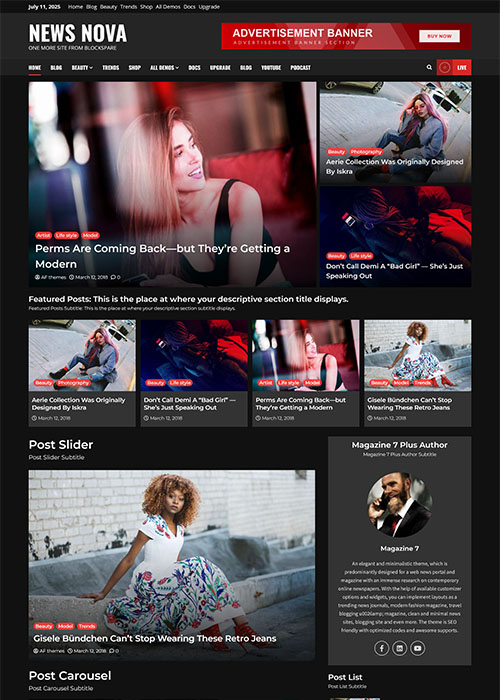 July 11, 2025 Home Blog Beauty Trends Shop All Demos Docs Upgrade
NEWS NOVA
ONE MORE SITE FROM BLOCKSPARE
ADVERTISEMENT BANNER
ADVERTISEMENT BANNER SECTION
BUY NOW
HOME BLOG BEAUTY TRENDS SHOP ALL DEMOS DOCS UPGRADE BLOG YOUTUBE PODCAST LIVE
Artist Life style Model
Perms Are Coming Back—but They're Getting a
Modern
AF themes March 12, 2018 0
Beauty Photography
Aerie Collection Was Originally Designed
By Iskra
Beauty Life style
Don't Call Demi A "Bad Girl" — She's Just
Speaking Out
Featured Posts: This is the place at where your descriptive section title displays.
Featured Posts Subtitle: This is the place at where your descriptive section subtitle displays.
Beauty Photography
Aerie Collection Was Originally
Designed By Iskra
March 12, 2018
Beauty Life style
Don't Call Demi A "Bad Girl" —
She's Just Speaking Out
March 12, 2018
Artist Life style Model
Perms Are Coming Back—but
They're Getting a Modern
March 12, 2018
Beauty Model Trends
Gisele Bündchen Can't Stop
Wearing These Retro Jeans
March 12, 2018
Post Slider
Post Slider Subtitle
Beauty Model Trends
Gisele Bündchen Can't Stop Wearing These Retro Jeans
AF themes March 12, 2018 0
Magazine 7 Plus Author
Magazine 7 Plus Author Subtitle
Magazine 7
An elegant and minimalistic theme, which is
predominantly designed for a web news portal and
magazine with an immense research on contemporary
online newspapers. With the help of available customizer
options and widgets, you can implement layouts as a
trending news journals, modern fashion magazine, travel
blogging u0026amp; magazine, clean and minimal news
sites, blogging site and even more. The theme is SEO
friendly with optimized codes and awesome supports.
Post Carousel
Post Carousel Subtitle
Post List
Post List Subtitle